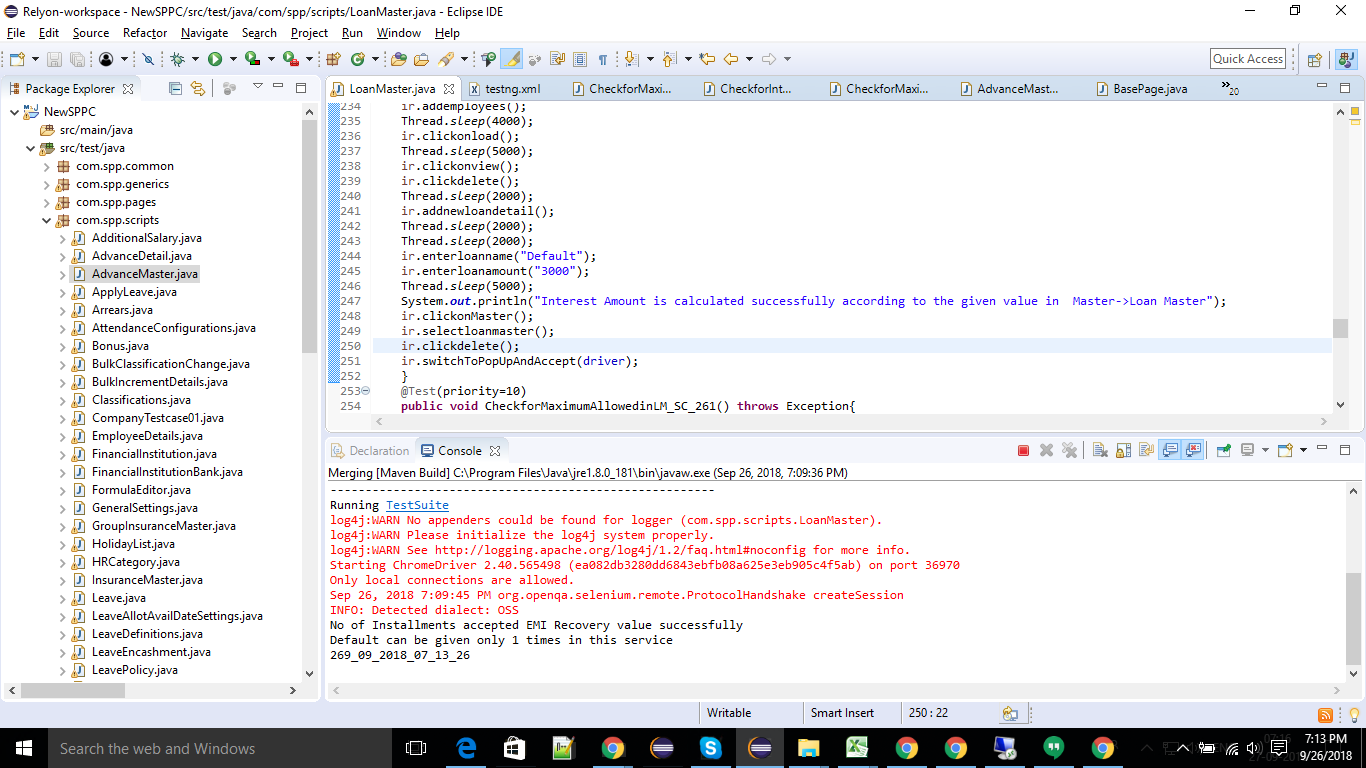 Relyon-workspace - NewSPPC/src/test/java/com/spp/scripts/LoanMaster.java - Eclipse IDE
File Edit Source Refactor Navigate Search Project Run Window Help
Quick Access
Package Explorer
NewSPPC
src/main/java
src/test/java
com.spp.common
com.spp.generics
com.spp.pages
com.spp.scripts
AdditionalSalary.java
AdvanceDetail.java
AdvanceMaster.java
ApplyLeave.java
Arrears.java
AttendanceConfigurations.java
Bonus.java
BulkClassificationChange.java
BulkIncrementDetails.java
Classifications.java
CompanyTestcase01.java
EmployeeDetails.java
FinancialInstitution.java
FinancialInstitutionBank.java
FormulaEditor.java
GeneralSettings.java
GroupInsuranceMaster.java
HolidayList.java
HRCategory.java
InsuranceMaster.java
Leave.java
LeaveAllotAvailDateSettings.java
LeaveDefinitions.java
LeaveEncashment.java
LeavePolicy.java
LoanMaster.java testng.xml CheckforMaxi... CheckforInt... CheckforMaxi... AdvanceMast... BasePage.java »20
234 ir.addemployees();
235 Thread.sleep(4000);
236 ir.clickonload();
237 Thread.sleep(5000);
238 ir.clickonview();
239 ir.clickdelete();
240 Thread.sleep(2000);
241 ir.addnewloandetail();
242 Thread.sleep(2000);
243 Thread.sleep(2000);
244 ir.enterloanname("Default");
245 ir.enterloanamount("3000");
246 Thread.sleep(5000);
247 System.out.println("Interest Amount is calculated successfully according to the given value in  Master->Loan Master");
248 ir.clickonMaster();
249 ir.selectloanmaster();
250 ir.clickdelete();
251 ir.switchToPopUpAndAccept(driver);
252 }
253 @Test(priority=10)
254 public void CheckforMaximumAllowedinLM_SC_261() throws Exception{
Declaration Console
Merging [Maven Build] C:\Program Files\Java\jre1.8.0_181\bin\javaw.exe (Sep 26, 2018, 7:09:36 PM)
-------------------------------------------------------
Running TestSuite
log4j:WARN No appenders could be found for logger (com.spp.scripts.LoanMaster).
log4j:WARN Please initialize the log4j system properly.
log4j:WARN See http://logging.apache.org/log4j/1.2/faq.html#noconfig for more info.
Starting ChromeDriver 2.40.565498 (ea082db3280dd6843ebfb08a625e3eb905c4f5ab) on port 36970
Only local connections are allowed.
Sep 26, 2018 7:09:45 PM org.openqa.selenium.remote.ProtocolHandshake createSession
INFO: Detected dialect: OSS
No of Installments accepted EMI Recovery value successfully
Default can be given only 1 times in this service
269_09_2018_07_13_26
Writable Smart Insert 250 : 22
Search the web and Windows
7:13 PM
9/26/2018